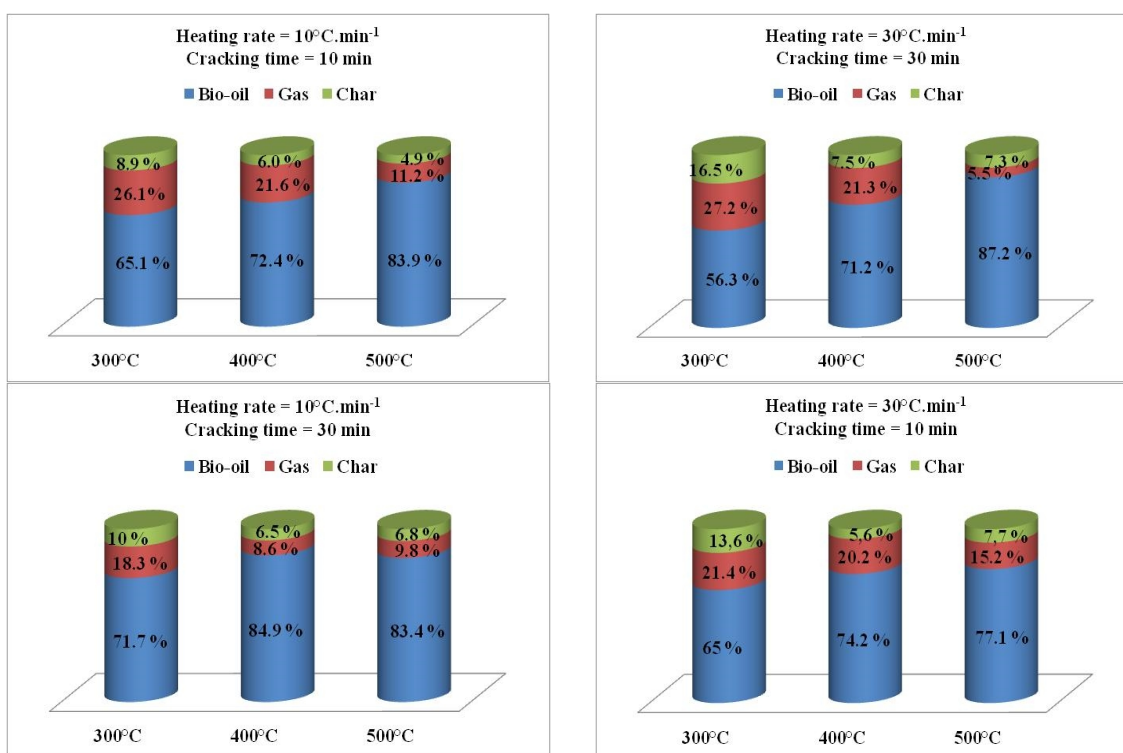 Heating rate = 10°C.min⁻¹
Cracking time = 10 min
Bio-oil Gas Char
8,9 % 6.0 % 4.9 %
26.1 % 21.6 % 11.2 %
65.1 % 72.4 % 83.9 %
300°C 400°C 500°C
Heating rate = 30°C.min⁻¹
Cracking time = 30 min
Bio-oil Gas Char
16.5 % 7.5 % 7.3 %
27.2 % 21.3 % 5.5 %
56.3 % 71.2 % 87.2 %
300°C 400°C 500°C
Heating rate = 10°C.min⁻¹
Cracking time = 30 min
Bio-oil Gas Char
10 % 6.5 % 6.8 %
18.3 % 8.6 % 9.8 %
71.7 % 84.9 % 83.4 %
300°C 400°C 500°C
Heating rate = 30°C.min⁻¹
Cracking time = 10 min
Bio-oil Gas Char
13,6 % 5,6 % 7,7 %
21.4 % 20.2 % 15.2 %
65 % 74.2 % 77.1 %
300°C 400°C 500°C